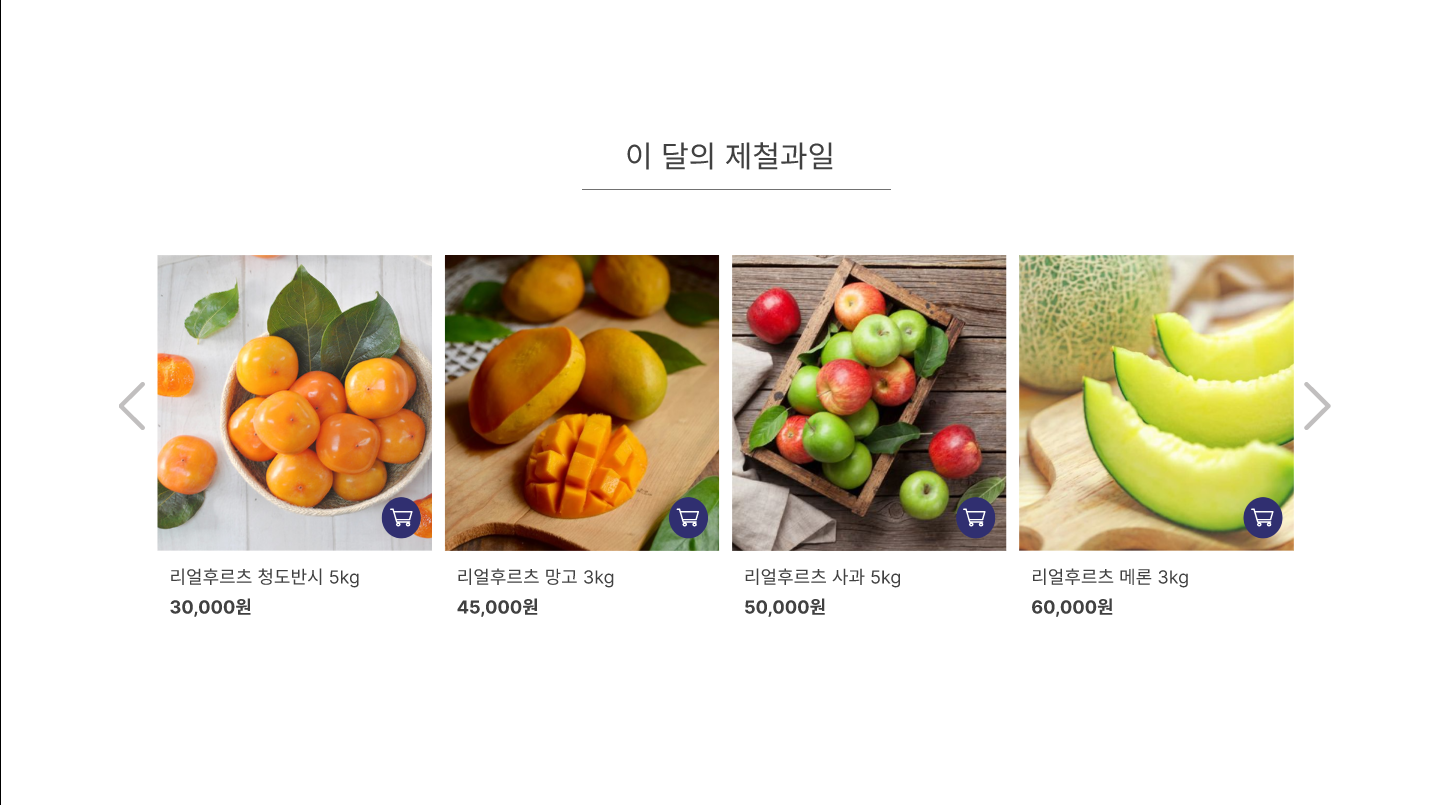 이 달의 제철과일
리얼후르츠 청도반시 5kg
30,000원
리얼후르츠 망고 3kg
45,000원
리얼후르츠 사과 5kg
50,000원
리얼후르츠 메론 3kg
60,000원